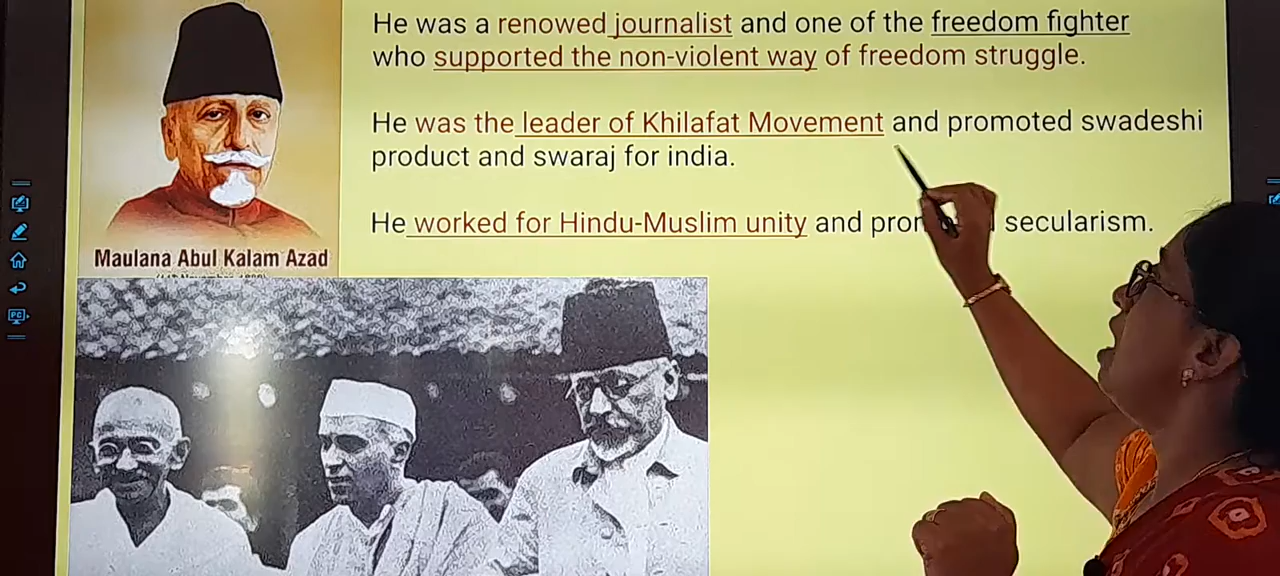 He was a renowed journalist and one of the freedom fighter
who supported the non-violent way of freedom struggle.
He was the leader of Khilafat Movement and promoted swadeshi
product and swaraj for india.
He worked for Hindu-Muslim unity and secularism.
Maulana Abul Kalam Azad
PC